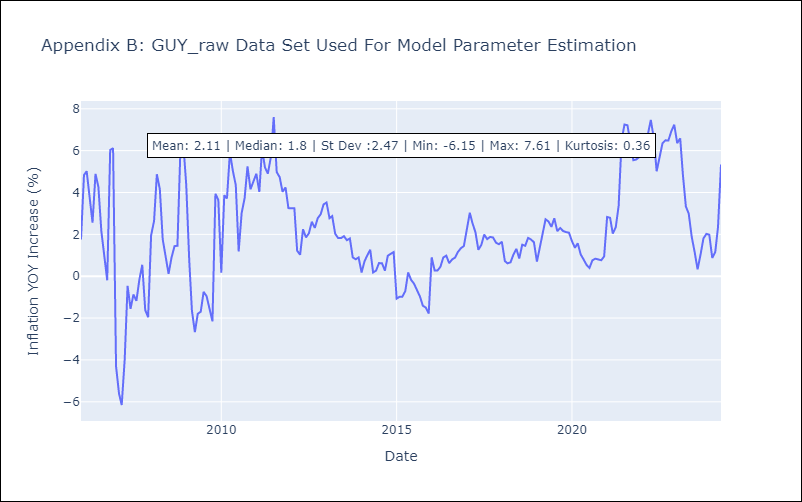 Appendix B: GUY_raw Data Set Used For Model Parameter Estimation
8
Mean: 2.11 | Median: 1.8 | St Dev :2.47 | Min: -6.15 | Max: 7.61 | Kurtosis: 0.36
6
4
2
0
−2
−4
−6
Inflation YOY Increase (%)
2010 2015 2020
Date